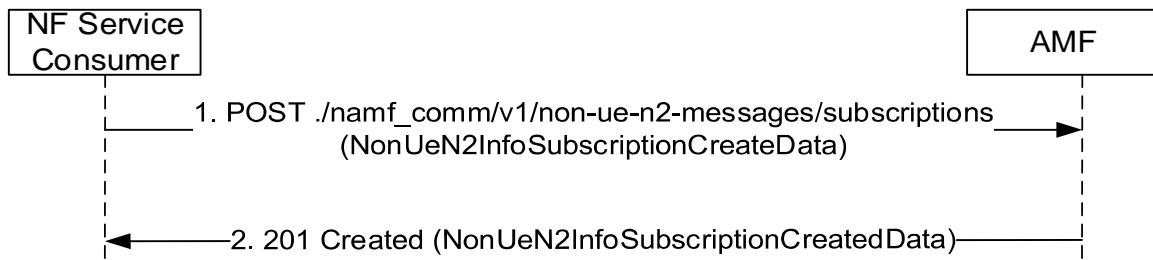 NF Service
Consumer
AMF
1. POST ./namf_comm/v1/non-ue-n2-messages/subscriptions
(NonUeN2InfoSubscriptionCreateData)
2. 201 Created (NonUeN2InfoSubscriptionCreatedData)